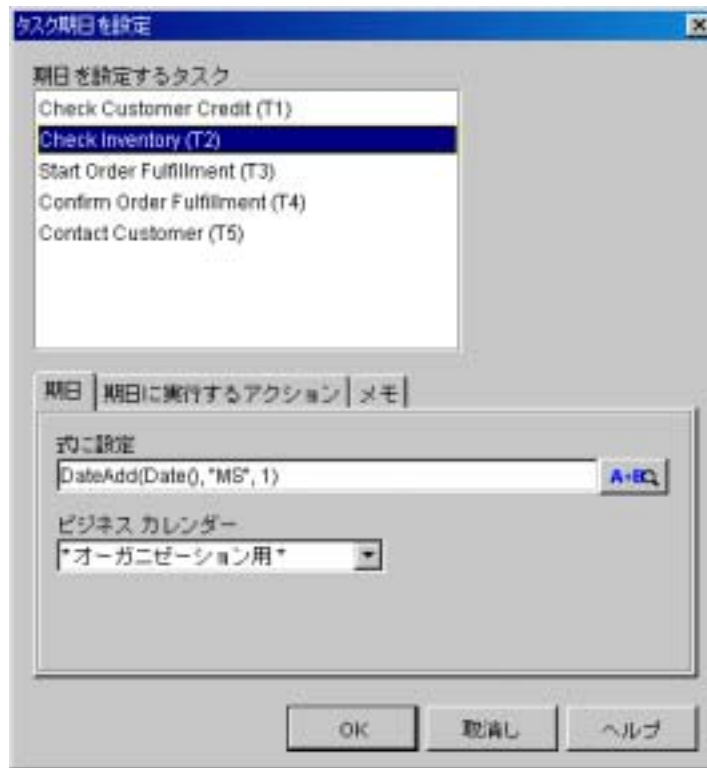 タスク期日を設定
期日を設定するタスク
Check Customer Credit (T1)
Check Inventory (T2)
Start Order Fulfillment (T3)
Confirm Order Fulfillment (T4)
Contact Customer (T5)
期日 期日に実行するアクション メモ
式に設定
DateAdd(Date(), "MS", 1)
A+B
ビジネス カレンダー
*オーガニゼーション用*
OK 取消し ヘルプ